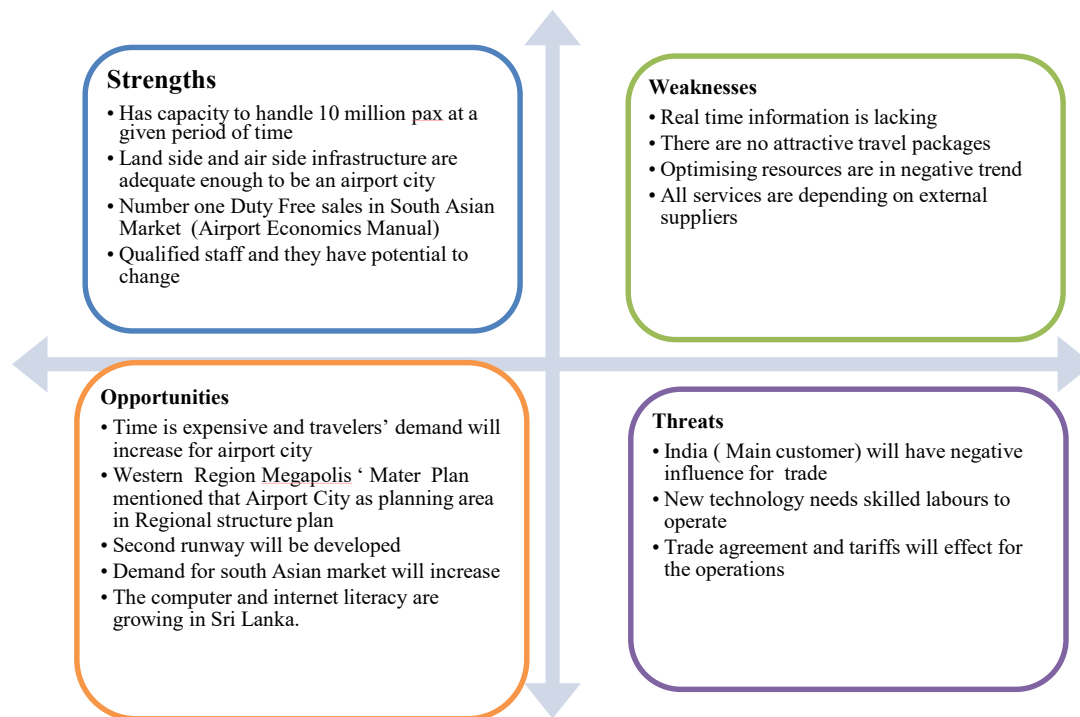 Strengths
• Has capacity to handle 10 million pax at a
given period of time
• Land side and air side infrastructure are
adequate enough to be an airport city
• Number one Duty Free sales in South Asian
Market (Airport Economics Manual)
• Qualified staff and they have potential to
change
Weaknesses
• Real time information is lacking
• There are no attractive travel packages
• Optimising resources are in negative trend
• All services are depending on external
suppliers
Opportunities
• Time is expensive and travelers’ demand will
increase for airport city
• Western Region Megapolis ‘ Mater Plan
mentioned that Airport City as planning area
in Regional structure plan
• Second runway will be developed
• Demand for south Asian market will increase
• The computer and internet literacy are
growing in Sri Lanka.
Threats
• India ( Main customer) will have negative
influence for trade
• New technology needs skilled labours to
operate
• Trade agreement and tariffs will effect for
the operations